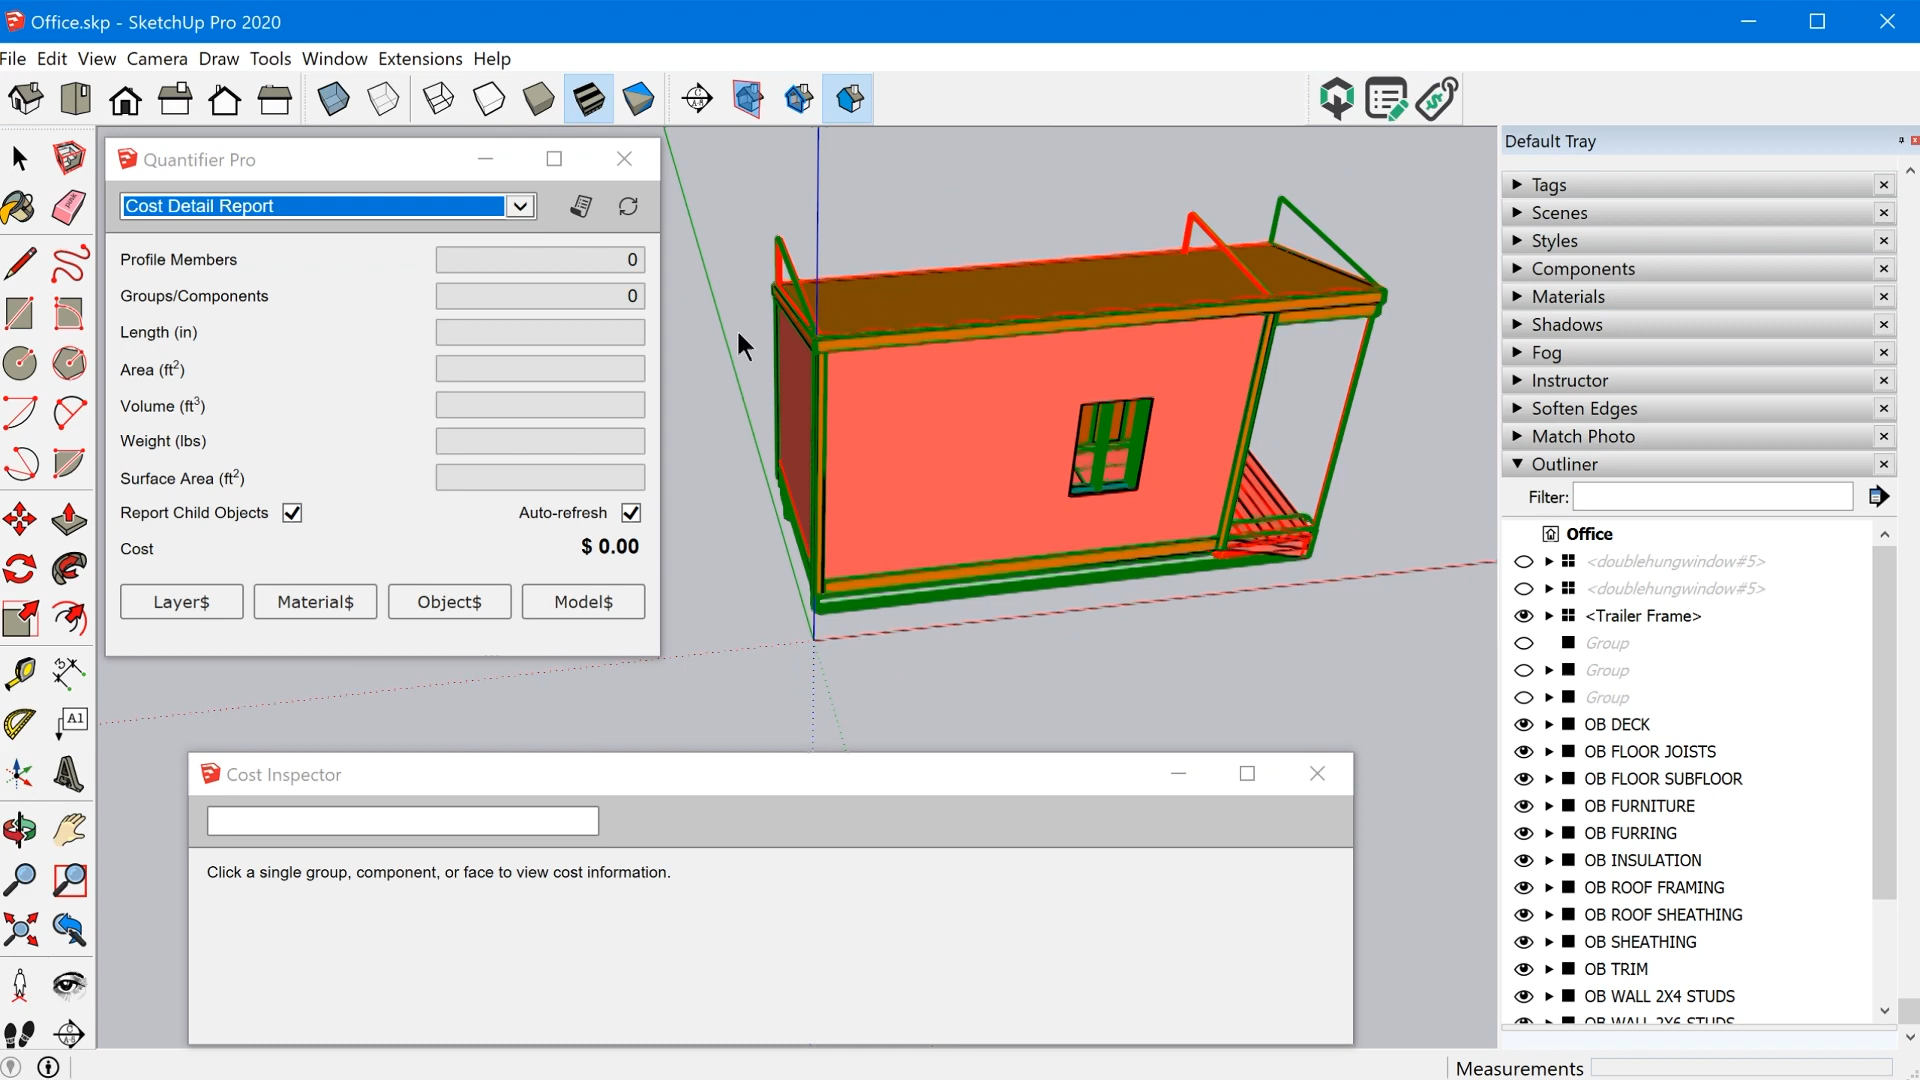 Office.skp - SketchUp Pro 2020
File Edit View Camera Draw Tools Window Extensions Help
Quantifier Pro
Cost Detail Report
Profile Members 0
Groups/Components 0
Length (in)
Area (ft²)
Volume (ft³)
Weight (lbs)
Surface Area (ft²)
Report Child Objects Auto-refresh
Cost $ 0.00
Layer$ Material$ Object$ Model$
Cost Inspector
Click a single group, component, or face to view cost information.
Default Tray
Tags
Scenes
Styles
Components
Materials
Shadows
Fog
Instructor
Soften Edges
Match Photo
Outliner
Filter:
Office
<doublehungwindow#5>
<doublehungwindow#5>
<Trailer Frame>
Group
Group
Group
OB DECK
OB FLOOR JOISTS
OB FLOOR SUBFLOOR
OB FURNITURE
OB FURRING
OB INSULATION
OB ROOF FRAMING
OB ROOF SHEATHING
OB SHEATHING
OB TRIM
OB WALL 2X4 STUDS
OB WALL 2X6 STUDS
Measurements